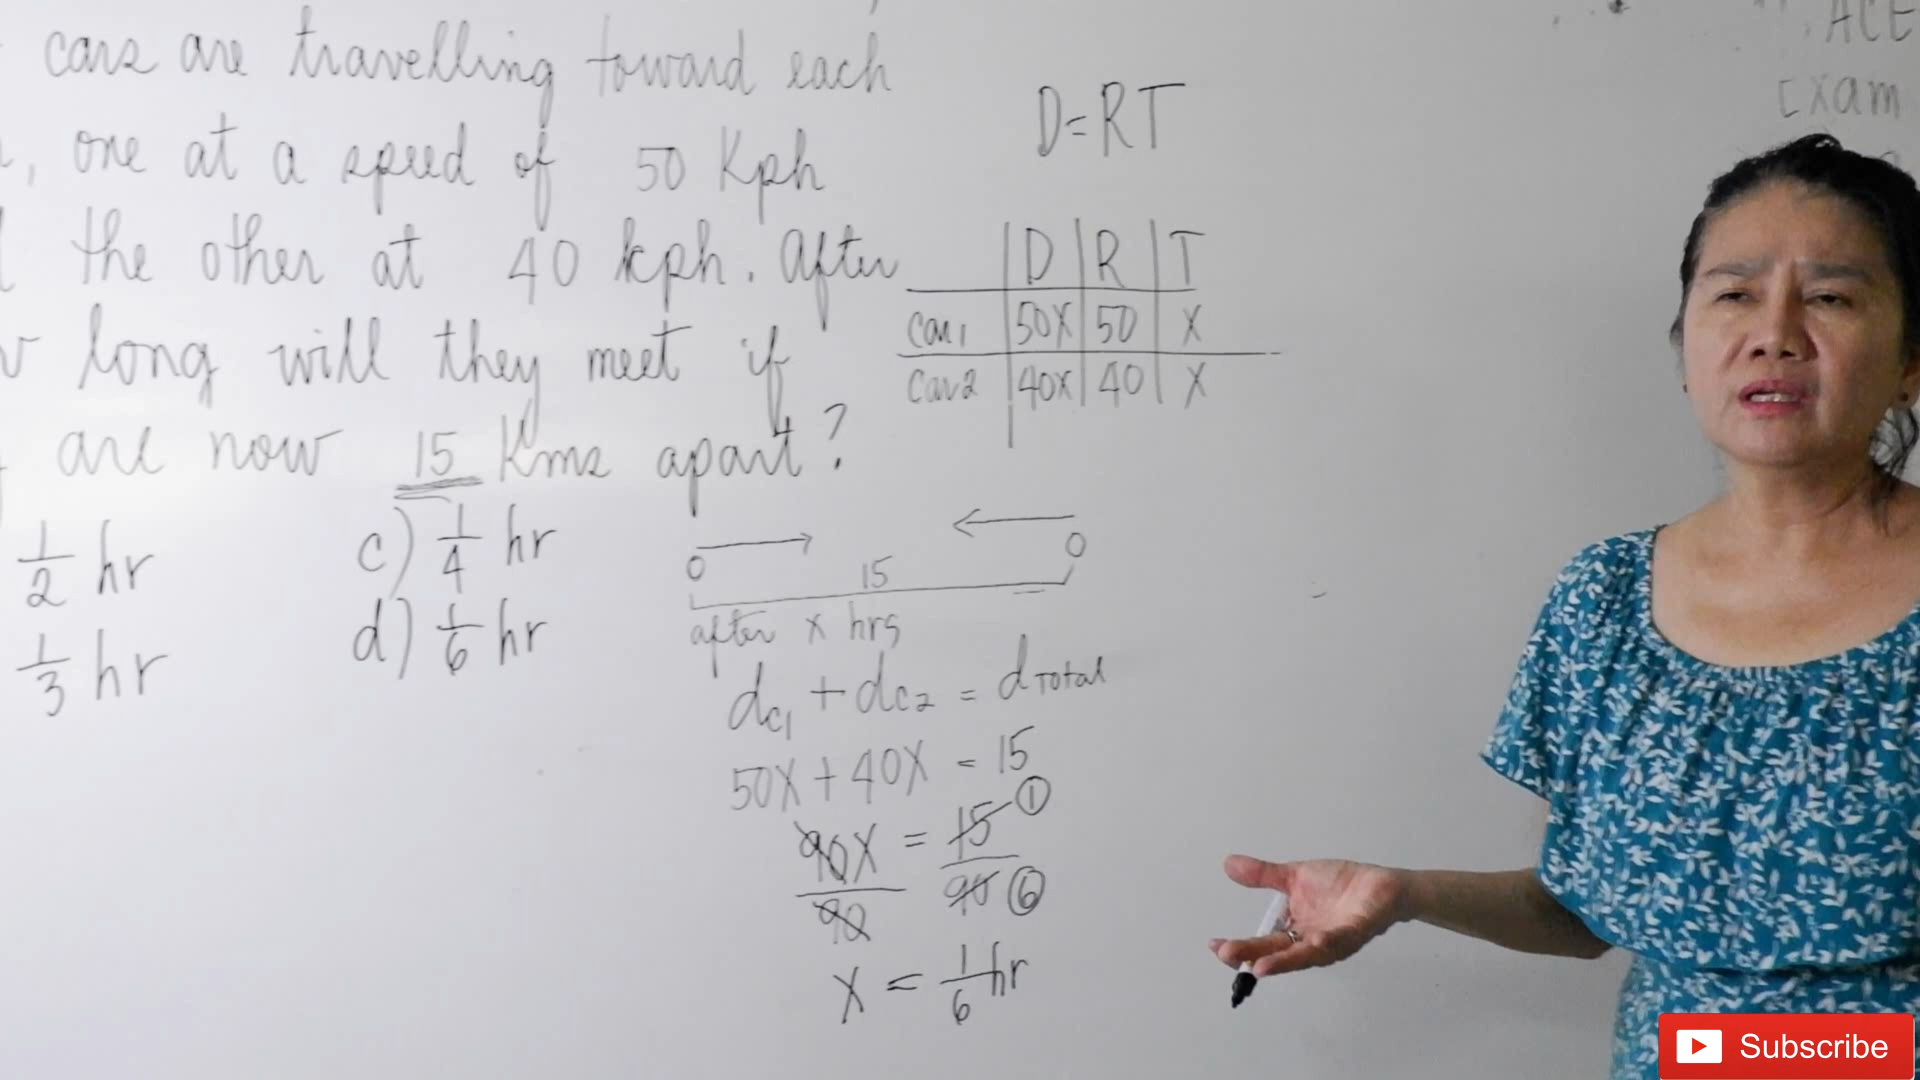 cars are travelling toward each
, one at a speed of 50 Kph
the other at 40 kph. After
long will they meet if
are now 15 Kms apart?
1/2 hr
c) 1/4 hr
1/3 hr
d) 1/6 hr
D=RT
D R T
Car1 50X 50 X
Car2 40X 40 X
15
after x hrs
dc1 + dc2 = dTotal
50X + 40X = 15
90X = 15 1
90 90 6
X = 1/6 hr
ACE
Exam
Subscribe